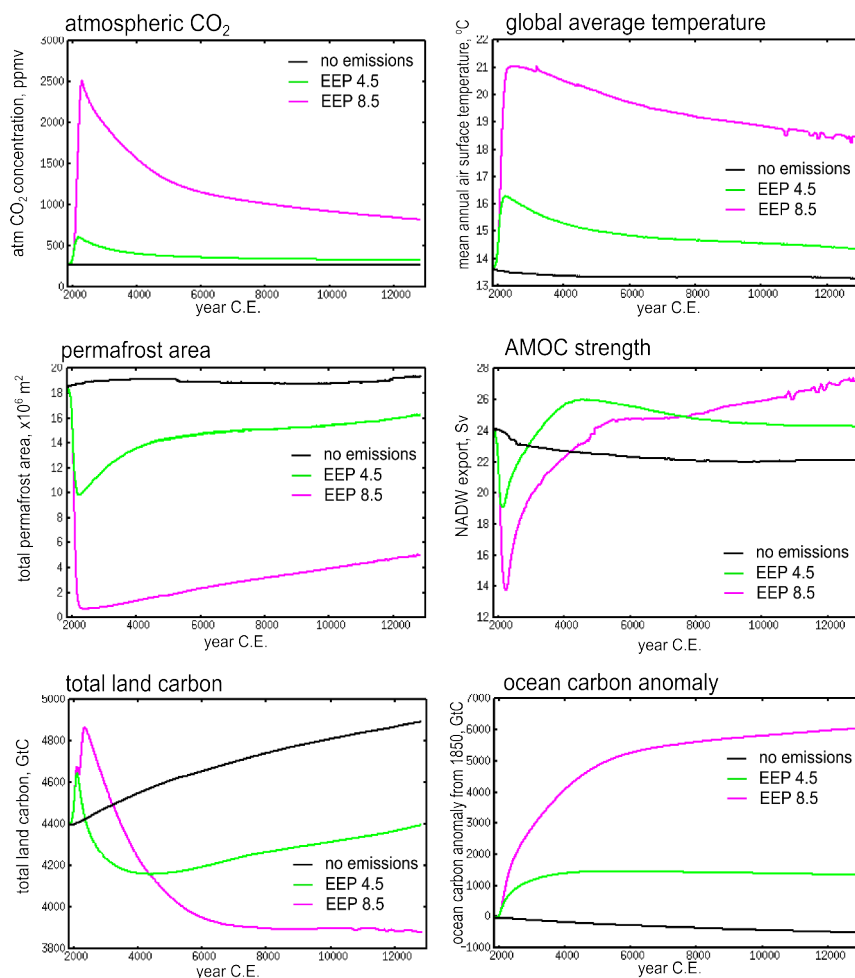 atmospheric CO₂
atm CO₂ concentration, ppmv
3000
2500
2000
1500
1000
500
0
no emissions
EEP 4.5
EEP 8.5
2000 4000 6000 8000 10000 12000
year C.E.
global average temperature
mean annual air surface temperature, ⁰C
22
21
20
19
18
17
16
15
14
13
no emissions
EEP 4.5
EEP 8.5
2000 4000 6000 8000 10000 12000
year C.E.
permafrost area
total permafrost area, x10⁶ m²
20
18
16
14
12
10
8
6
4
2
0
no emissions
EEP 4.5
EEP 8.5
2000 4000 6000 8000 10000 12000
year C.E.
AMOC strength
NADW export, Sv
28
26
24
22
20
18
16
14
12
no emissions
EEP 4.5
EEP 8.5
2000 4000 6000 8000 10000 12000
year C.E.
total land carbon
total land carbon, GtC
5000
4800
4600
4400
4200
4000
3800
no emissions
EEP 4.5
EEP 8.5
2000 4000 6000 8000 10000 12000
year C.E.
ocean carbon anomaly
ocean carbon anomaly from 1850, GtC
7000
6000
5000
4000
3000
2000
1000
0
-1000
no emissions
EEP 4.5
EEP 8.5
2000 4000 6000 8000 10000 12000
year C.E.